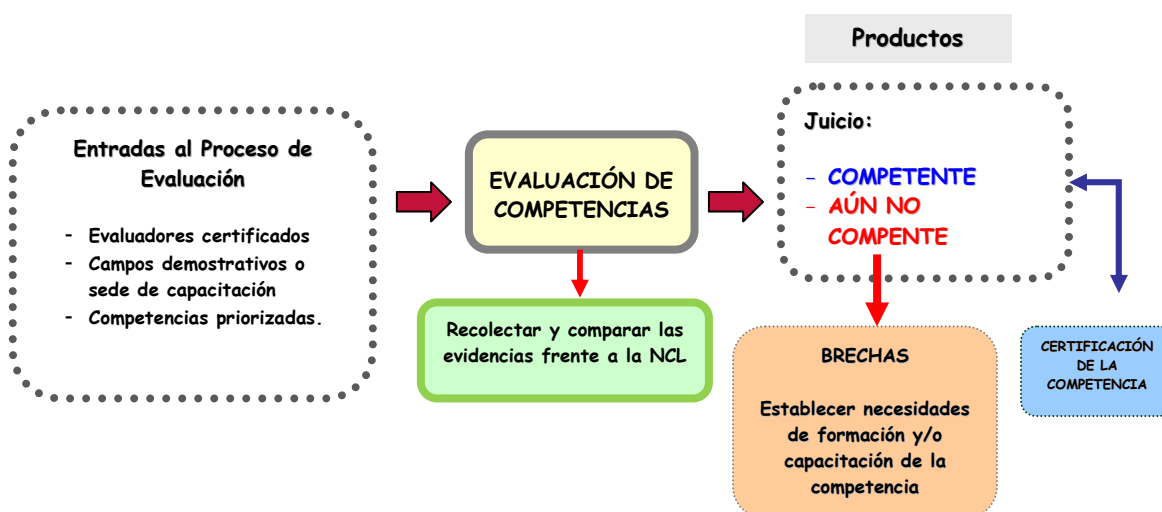 Productos
Entradas al Proceso de
Evaluación
- Evaluadores certificados
- Campos demostrativos o
sede de capacitación
- Competencias priorizadas.
EVALUACIÓN DE
COMPETENCIAS
Recolectar y comparar las
evidencias frente a la NCL
Juicio:
- COMPETENTE
- AÚN NO
COMPENTE
BRECHAS
Establecer necesidades
de formación y/o
capacitación de la
competencia
CERTIFICACIÓN
DE LA
COMPETENCIA